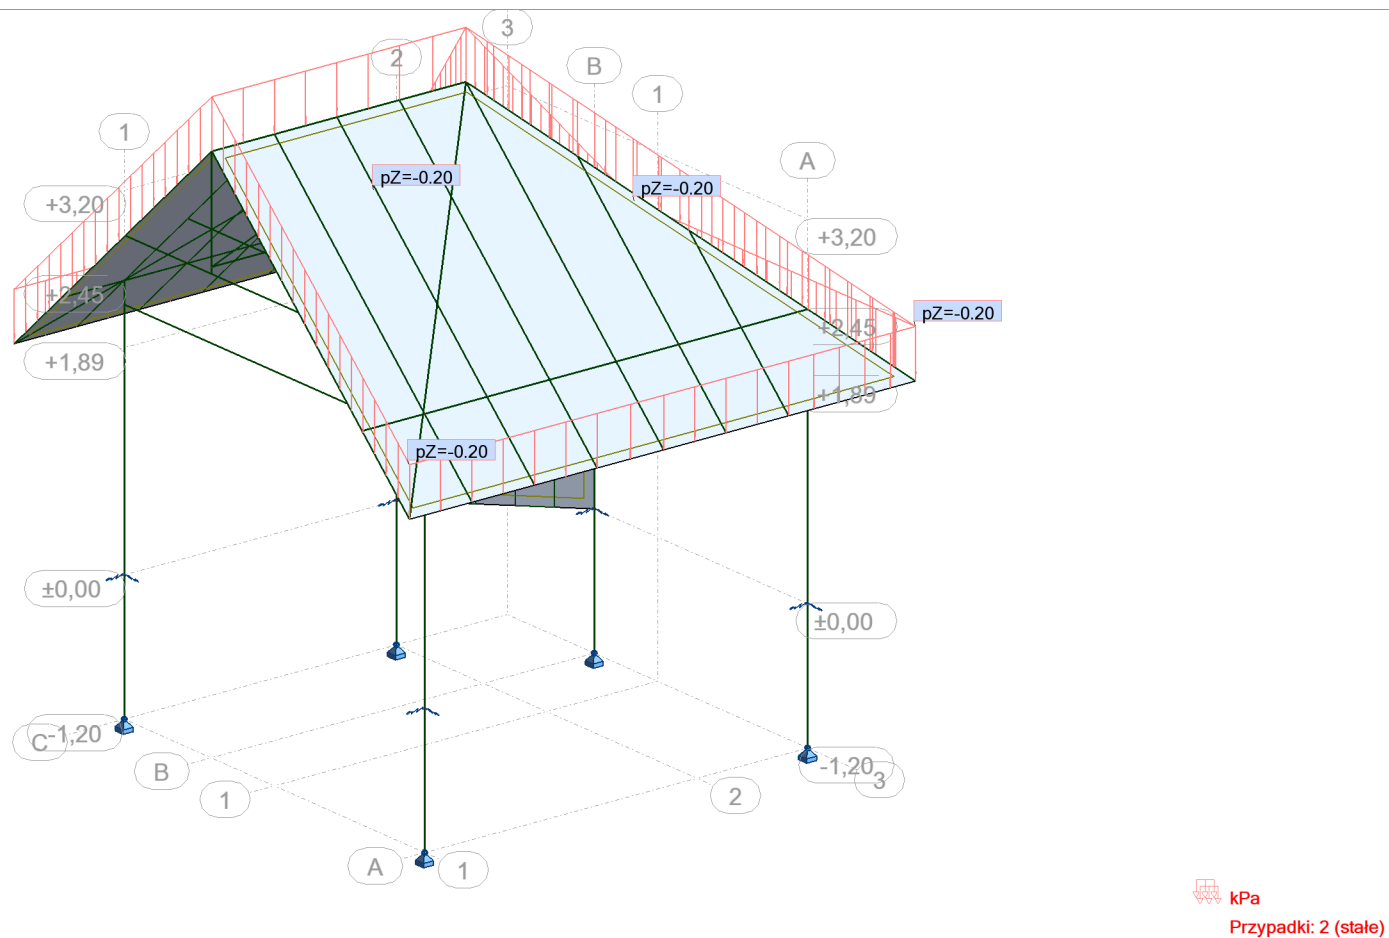 3
2
B
1
1
A
pZ=-0.20
pZ=-0.20
+3,20
+3,20
+2,45
pZ=-0.20
+2,45
+1,89
+1,89
pZ=-0.20
±0,00
±0,00
C
-1,20
B
-1,20
3
1
2
A
1
kPa
Przypadki: 2 (stałe)